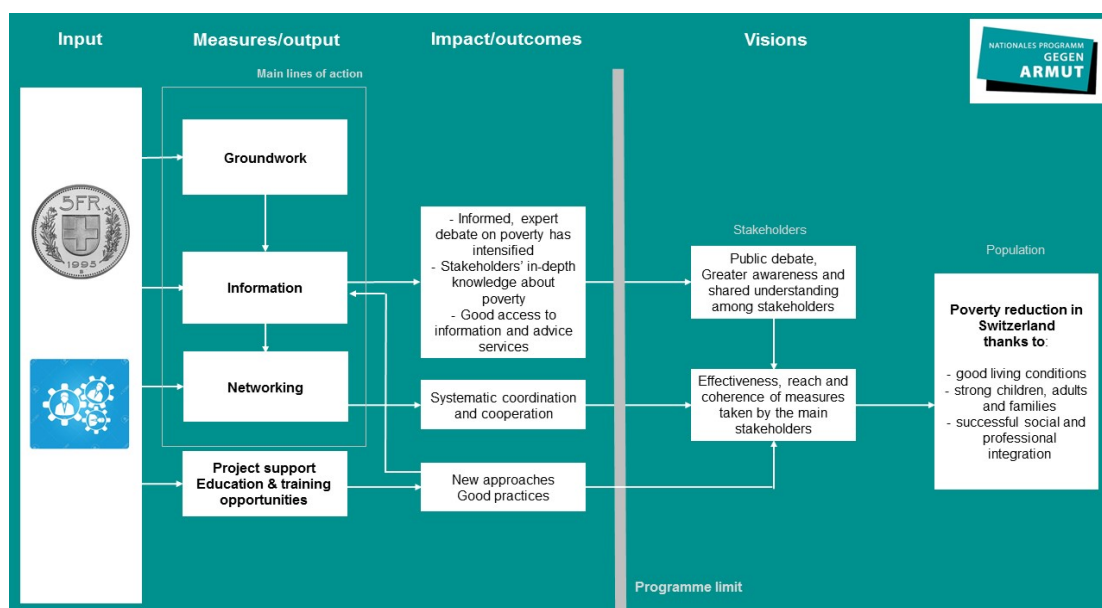 Input
Measures/output
Impact/outcomes
Visions
NATIONALES PROGRAMM
GEGEN
ARMUT
Main lines of action
Groundwork
5FR.
1995
B
Information
Networking
Project support
Education & training
opportunities
- Informed, expert
debate on poverty has
intensified
- Stakeholders' in-depth
knowledge about
poverty
- Good access to
information and advice
services
Systematic coordination
and cooperation
New approaches
Good practices
Stakeholders
Public debate,
Greater awareness and
shared understanding
among stakeholders
Effectiveness, reach and
coherence of measures
taken by the main
stakeholders
Population
Poverty reduction in
Switzerland
thanks to:
- good living conditions
- strong children, adults
and families
- successful social and
professional
integration
Programme limit